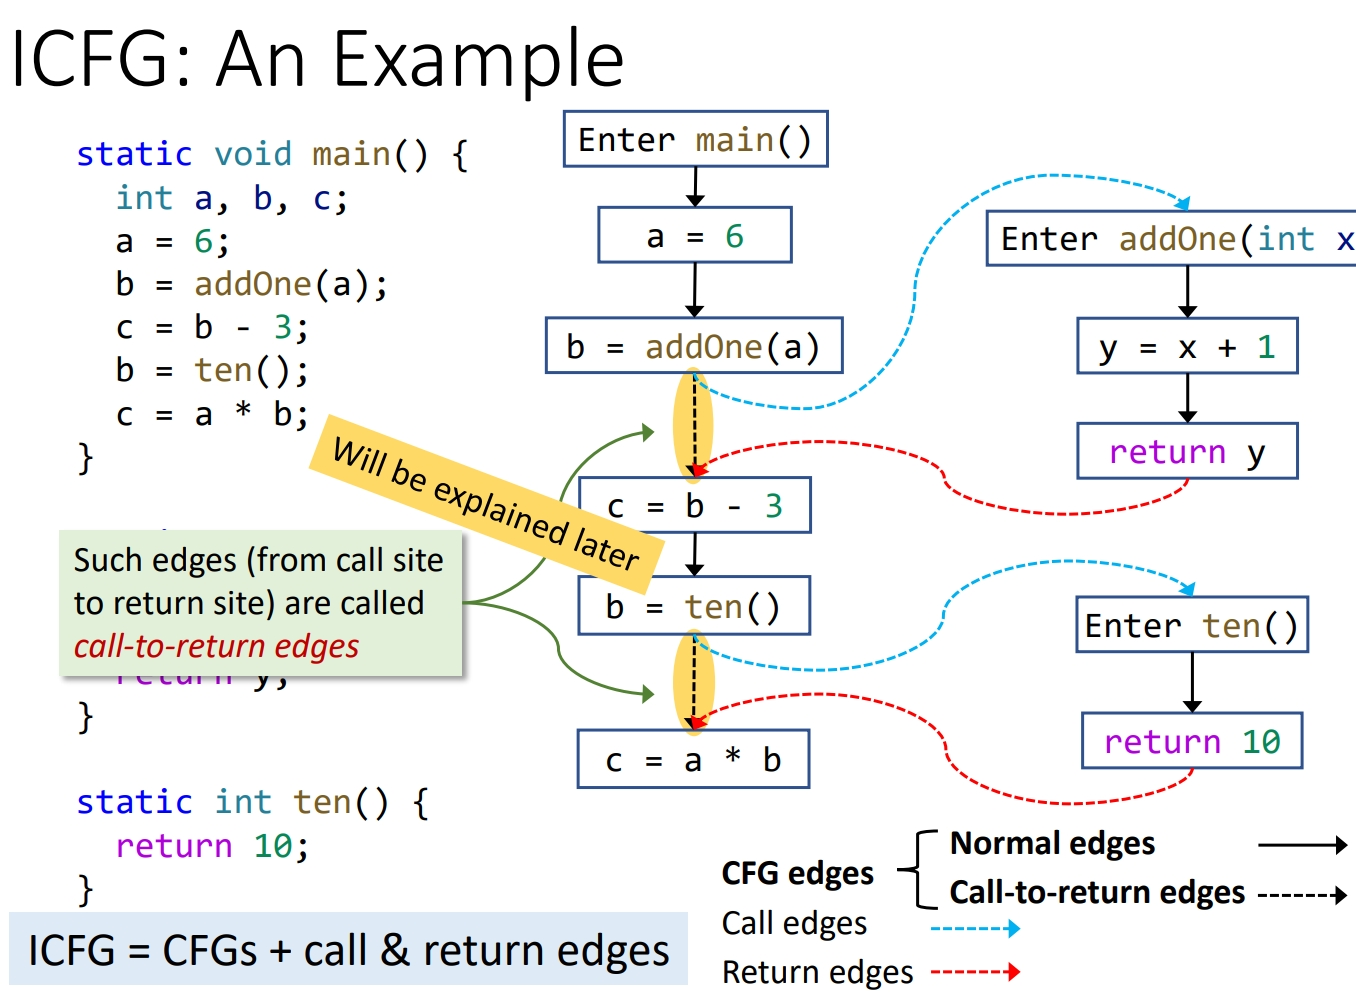 ICFG: An Example
static void main() {
int a, b, c;
a = 6;
b = addOne(a);
c = b - 3;
b = ten();
c = a * b;
}
Such edges (from call site
to return site) are called
call-to-return edges
return y;
}
static int ten() {
return 10;
}
ICFG = CFGs + call & return edges
Will be explained later
Enter main()
a = 6
b = addOne(a)
c = b - 3
b = ten()
c = a * b
Enter addOne(int x
y = x + 1
return y
Enter ten()
return 10
CFG edges
Normal edges
Call-to-return edges
Call edges
Return edges